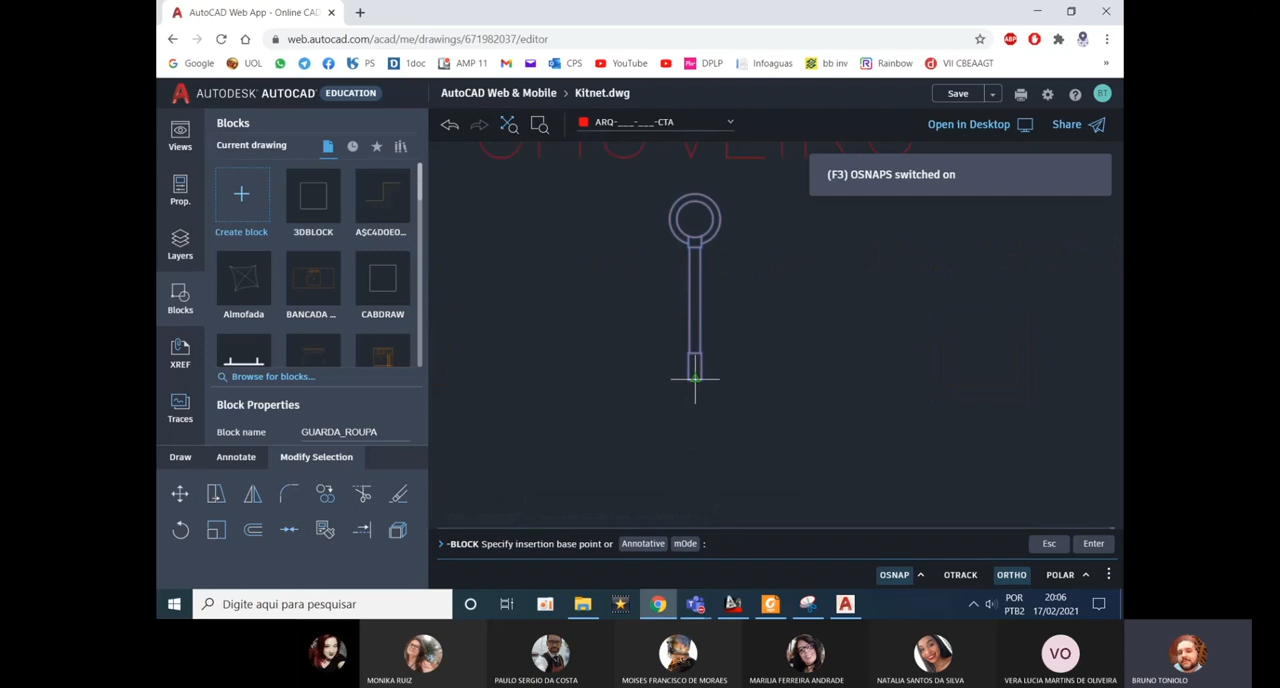 AutoCAD Web App - Online CAD
web.autocad.com/acad/me/drawings/671982037/editor
Google UOL PS 1doc AMP 11 CPS YouTube DPLP Infoaguas bb inv Rainbow VII CBEAAGT »
AUTODESK AUTOCAD EDUCATION
AutoCAD Web & Mobile > Kitnet.dwg
Save
BT
Views
Blocks
Current drawing
ARQ-___-___-CTA
Open in Desktop
Share
(F3) OSNAPS switched on
Prop.
Create block
3DBLOCK
A$C4D0E0...
Layers
Almofada
BANCADA ...
CABDRAW
Blocks
XREF
Browse for blocks...
Traces
Block Properties
Block name GUARDA_ROUPA
Draw Annotate Modify Selection
-BLOCK Specify insertion base point or Annotative mOde :
Esc Enter
OSNAP OTRACK ORTHO POLAR
Digite aqui para pesquisar
POR
PTB2
20:06
17/02/2021
VO
MONIKA RUIZ
PAULO SERGIO DA COSTA
MOISES FRANCISCO DE MORAES
MARILIA FERREIRA ANDRADE
NATALIA SANTOS DA SILVA
VERA LUCIA MARTINS DE OLIVEIRA
BRUNO TONIOLO